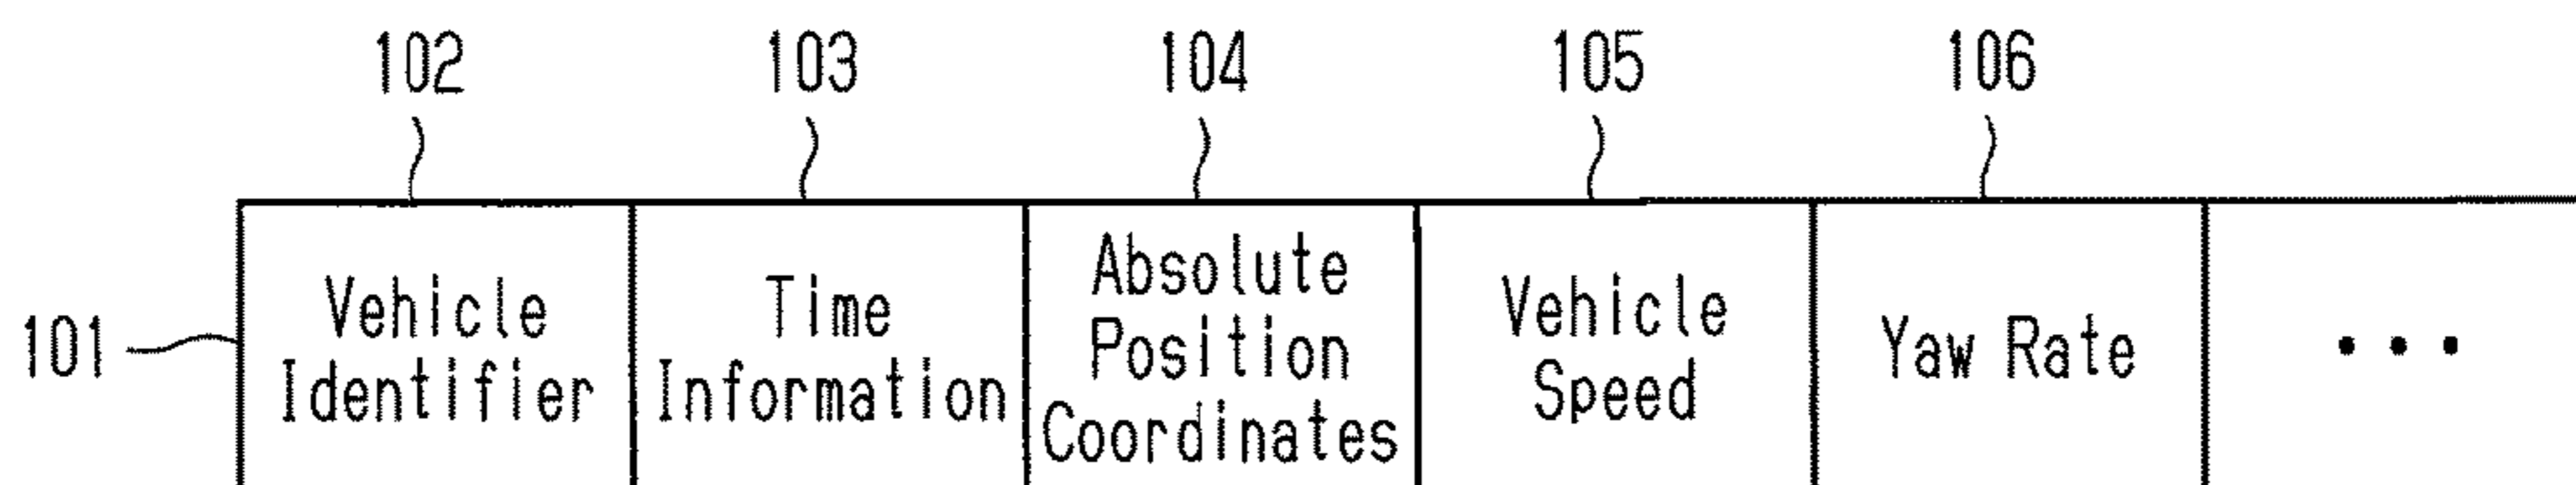 102 103 104 105 106
101
Vehicle
Identifier
Time
Information
Absolute
Position
Coordinates
Vehicle
Speed
Yaw Rate
• • •